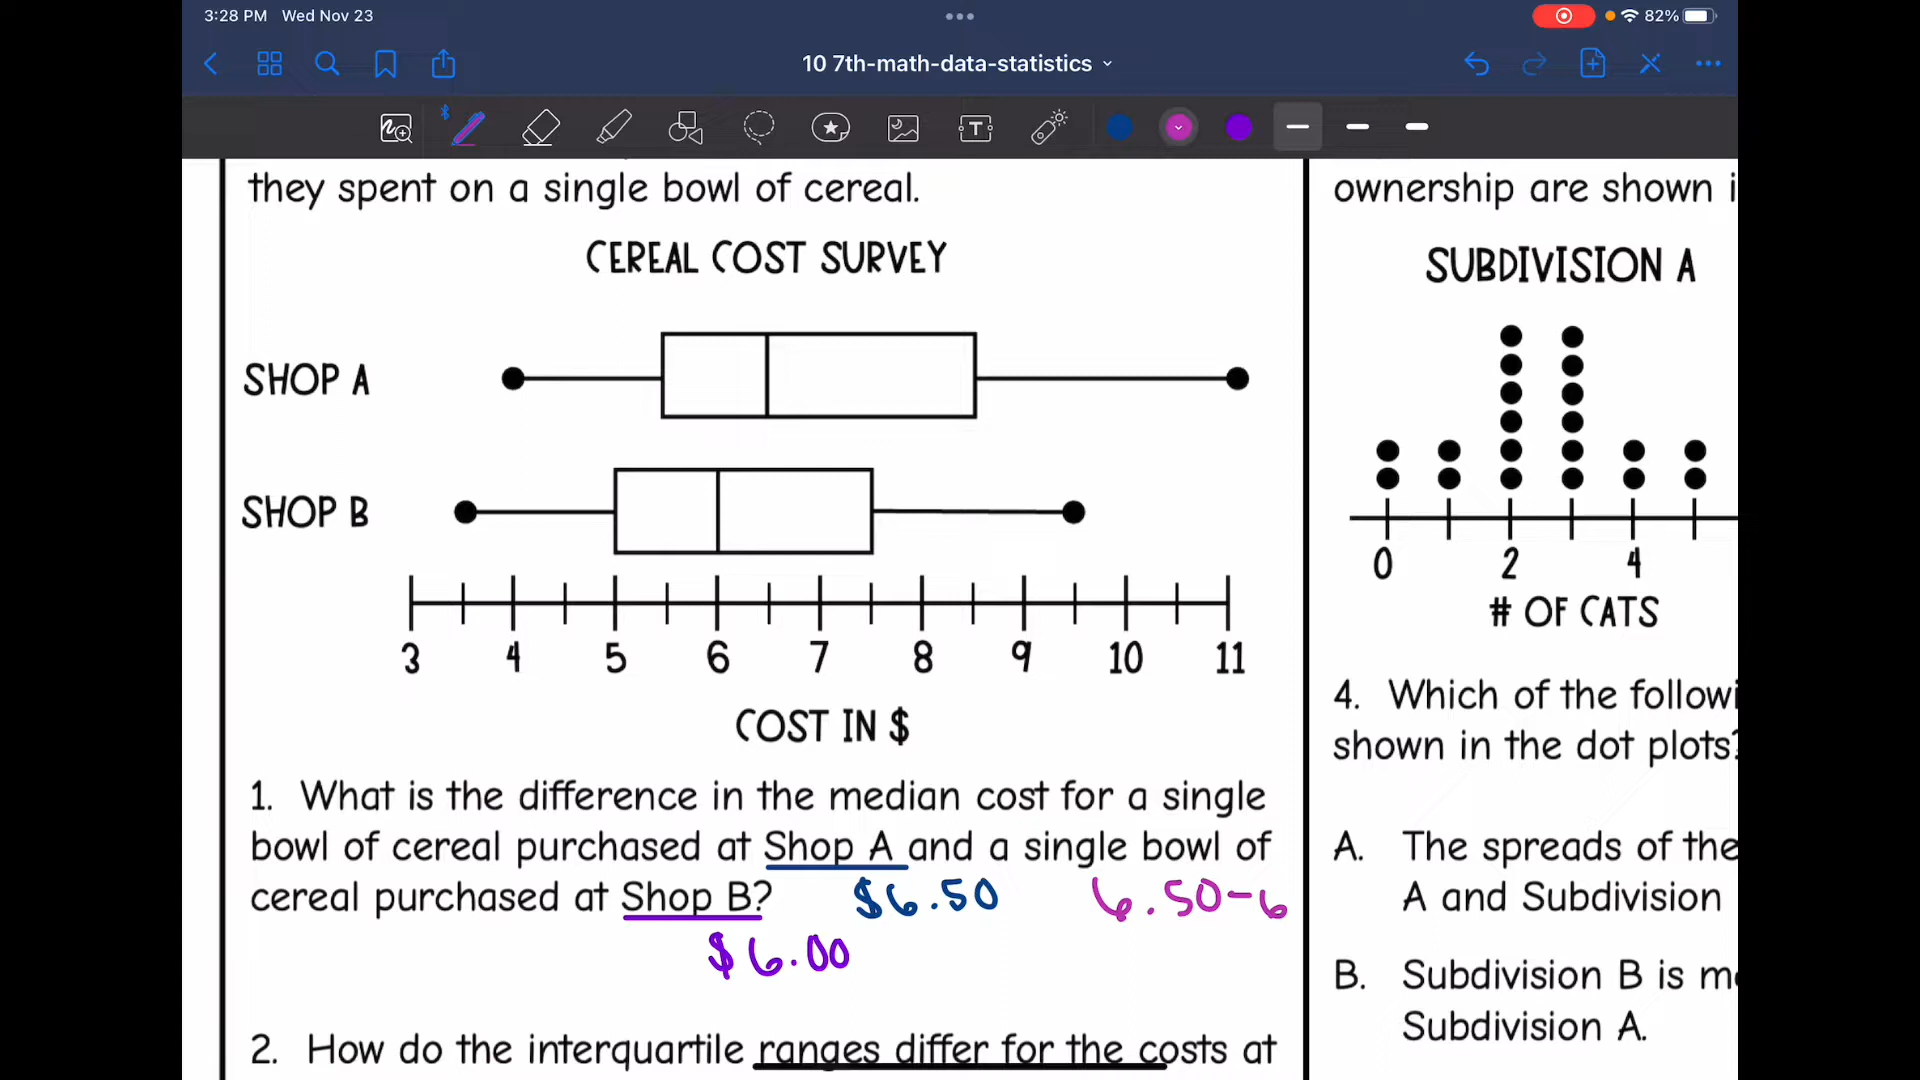 3:28 PM Wed Nov 23
82%
10 7th-math-data-statistics
they spent on a single bowl of cereal.
CEREAL COST SURVEY
SHOP A
SHOP B
3 4 5 6 7 8 9 10 11
COST IN $
1. What is the difference in the median cost for a single
bowl of cereal purchased at Shop A and a single bowl of
cereal purchased at Shop B? $6.50 6.50-6
$6.00
2. How do the interquartile ranges differ for the costs at
ownership are shown i
SUBDIVISION A
0 2 4
# OF CATS
4. Which of the followi
shown in the dot plots?
A. The spreads of the
A and Subdivision
B. Subdivision B is mo
Subdivision A.